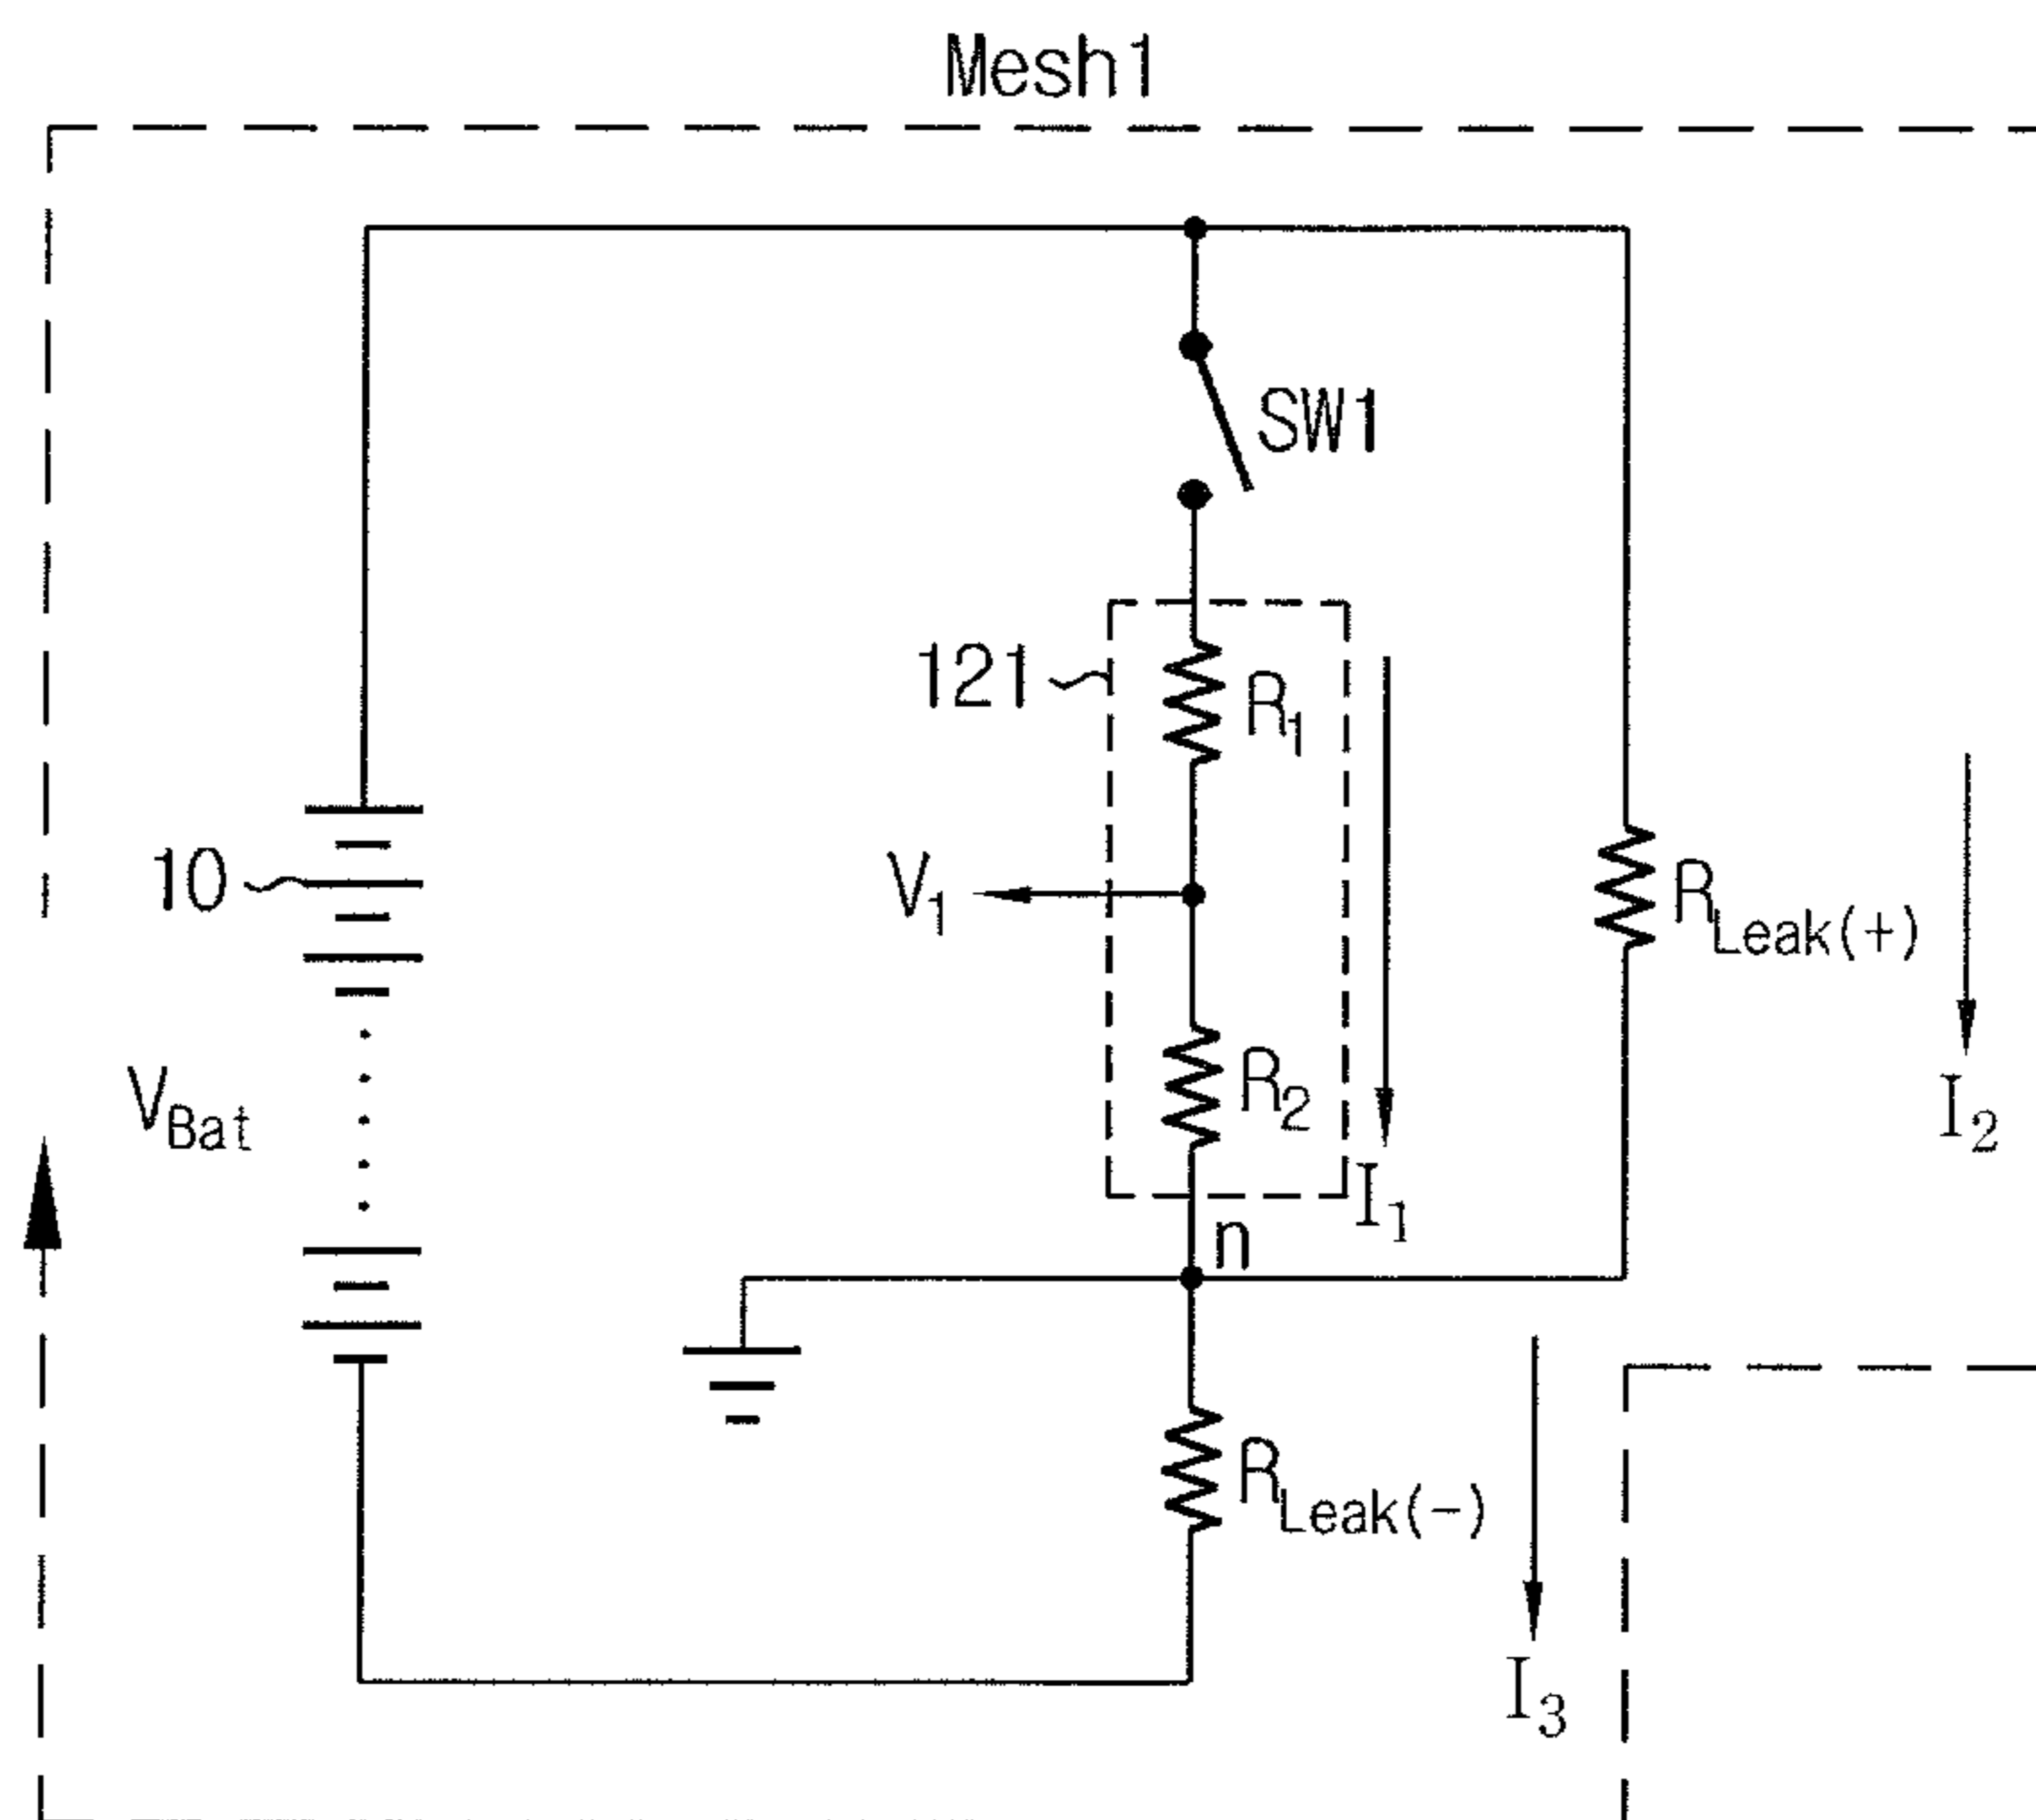 Mesh1
SW1
121
R1
V1
10
RLeak(+)
VBat
R2
I2
I1
n
RLeak(-)
I3